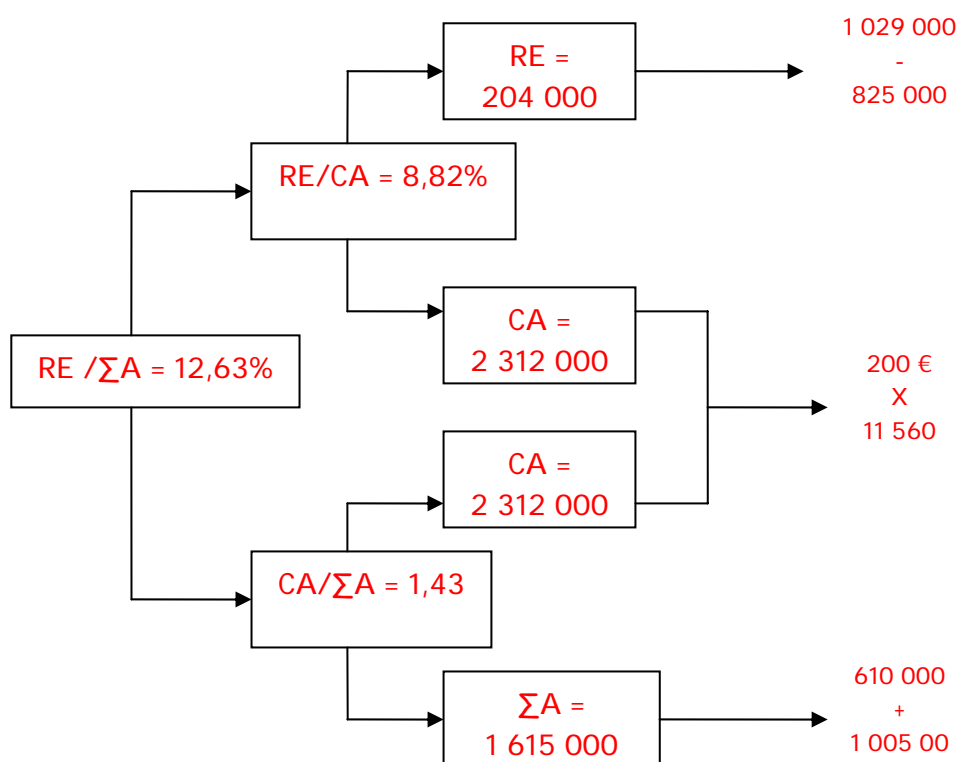 1 029 000
-
825 000
RE =
204 000
RE/CA = 8,82%
CA =
2 312 000
RE /∑A = 12,63%
200 €
X
11 560
CA =
2 312 000
CA/∑A = 1,43
∑A =
1 615 000
610 000
+
1 005 00